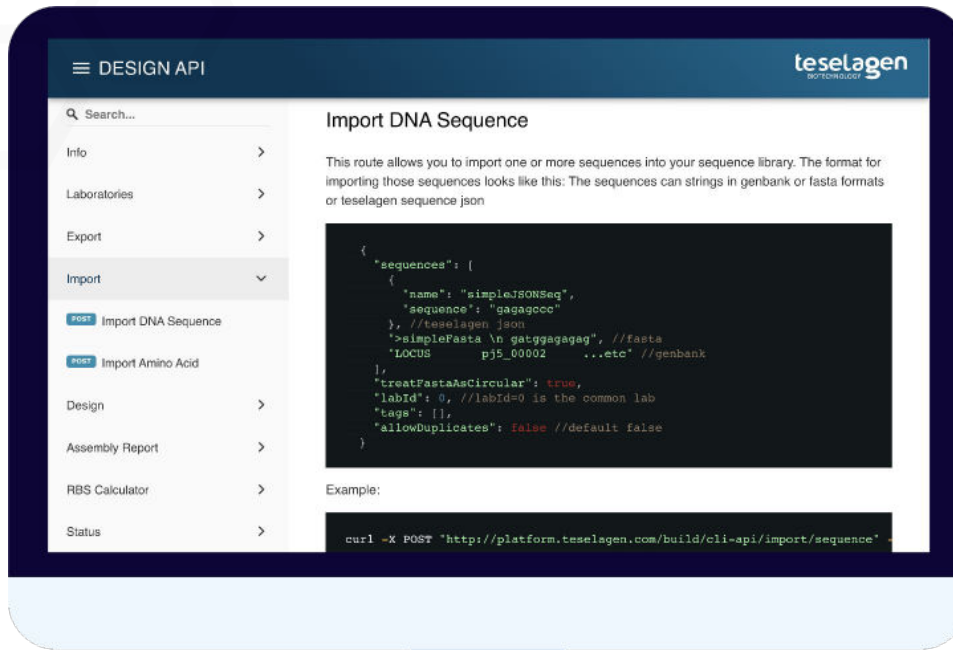 DESIGN API
teselagen
BIOTECHNOLOGY
Search...
Info
Laboratories
Export
Import
POST Import DNA Sequence
POST Import Amino Acid
Design
Assembly Report
RBS Calculator
Status
Import DNA Sequence
This route allows you to import one or more sequences into your sequence library. The format for
importing those sequences looks like this: The sequences can strings in genbank or fasta formats
or teselagen sequence json
{
"sequences": [
{
"name": "simpleJSONSeq",
"sequence": "gagagccc"
}, //teselagen json
">simpleFasta \n gatggagagag", //fasta
"LOCUS       pj5_00002      ...etc" //genbank
],
"treatFastaAsCircular": true,
"labId": 0, //labId=0 is the common lab
"tags": [],
"allowDuplicates": false //default false
}
Example:
curl -X POST "http://platform.teselagen.com/build/cli-api/import/sequence" -